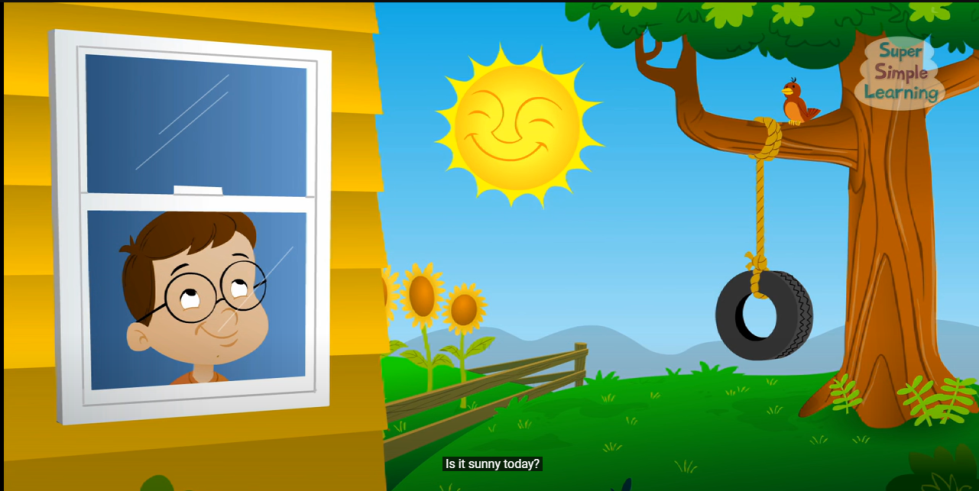 Super
Simple
Learning
Is it sunny today?